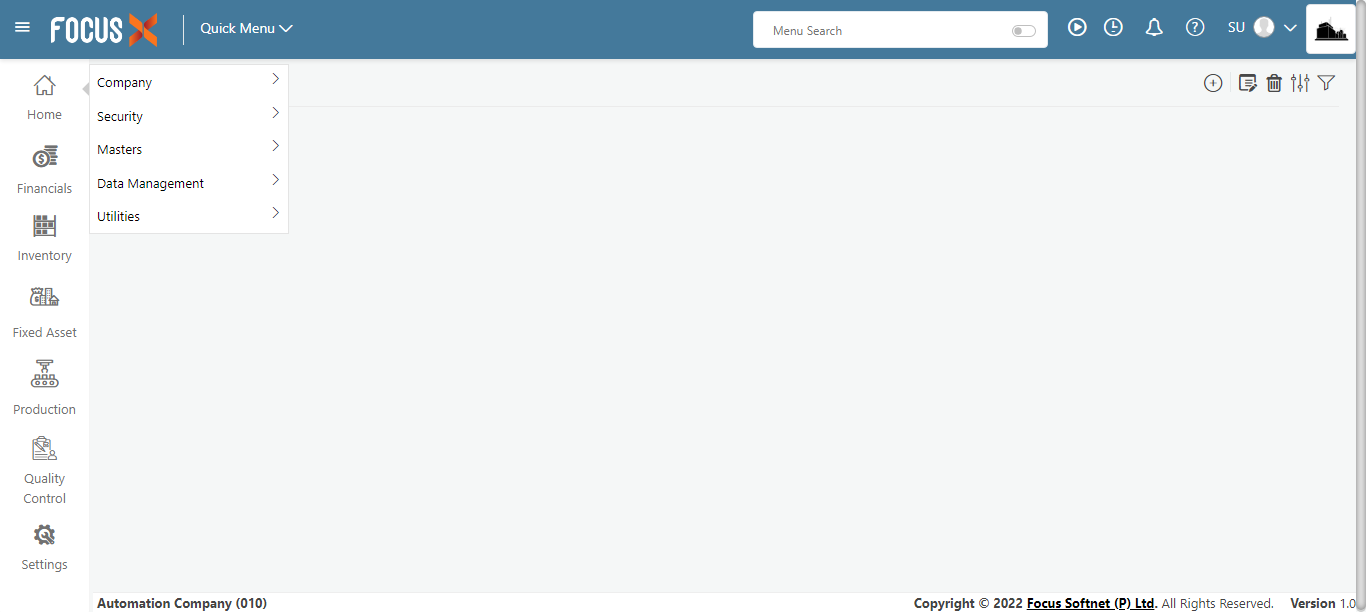 FOCUS X
Quick Menu
Menu Search
SU
Home
Financials
Inventory
Fixed Asset
Production
Quality
Control
Settings
Company
Security
Masters
Data Management
Utilities
Automation Company (010)
Copyright © 2022 Focus Softnet (P) Ltd. All Rights Reserved. Version 1.0